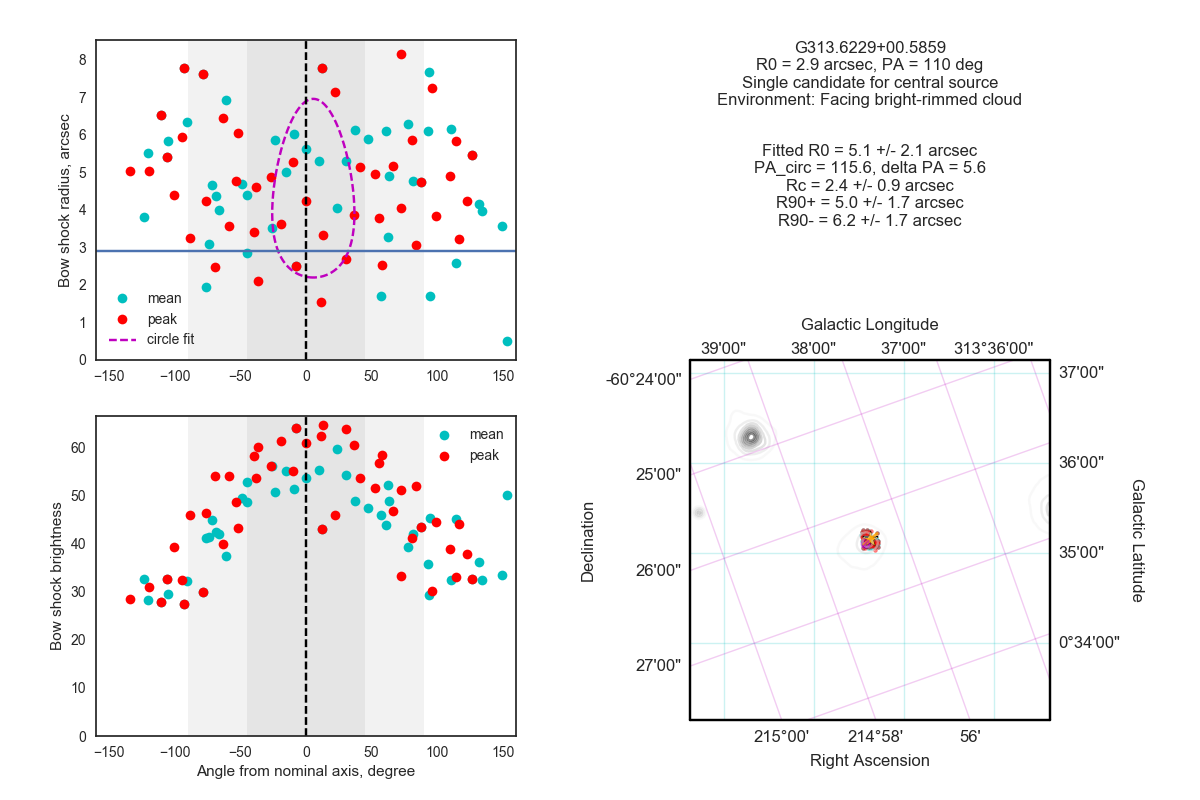 G313.6229+00.5859
R0 = 2.9 arcsec, PA = 110 deg
Single candidate for central source
Environment: Facing bright-rimmed cloud
Fitted R0 = 5.1 +/- 2.1 arcsec
PA_circ = 115.6, delta PA = 5.6
Rc = 2.4 +/- 0.9 arcsec
R90+ = 5.0 +/- 1.7 arcsec
R90- = 6.2 +/- 1.7 arcsec
Bow shock radius, arcsec
8
7
6
5
4
3
2
1
0
mean
peak
circle fit
−150 −100 −50 0 50 100 150
Bow shock brightness
60
50
40
30
20
10
0
mean
peak
−150 −100 −50 0 50 100 150
Angle from nominal axis, degree
Galactic Longitude
39'00" 38'00" 37'00" 313°36'00"
-60°24'00"
25'00"
26'00"
27'00"
Declination
37'00"
36'00"
35'00"
0°34'00"
Galactic Latitude
215°00' 214°58' 56'
Right Ascension